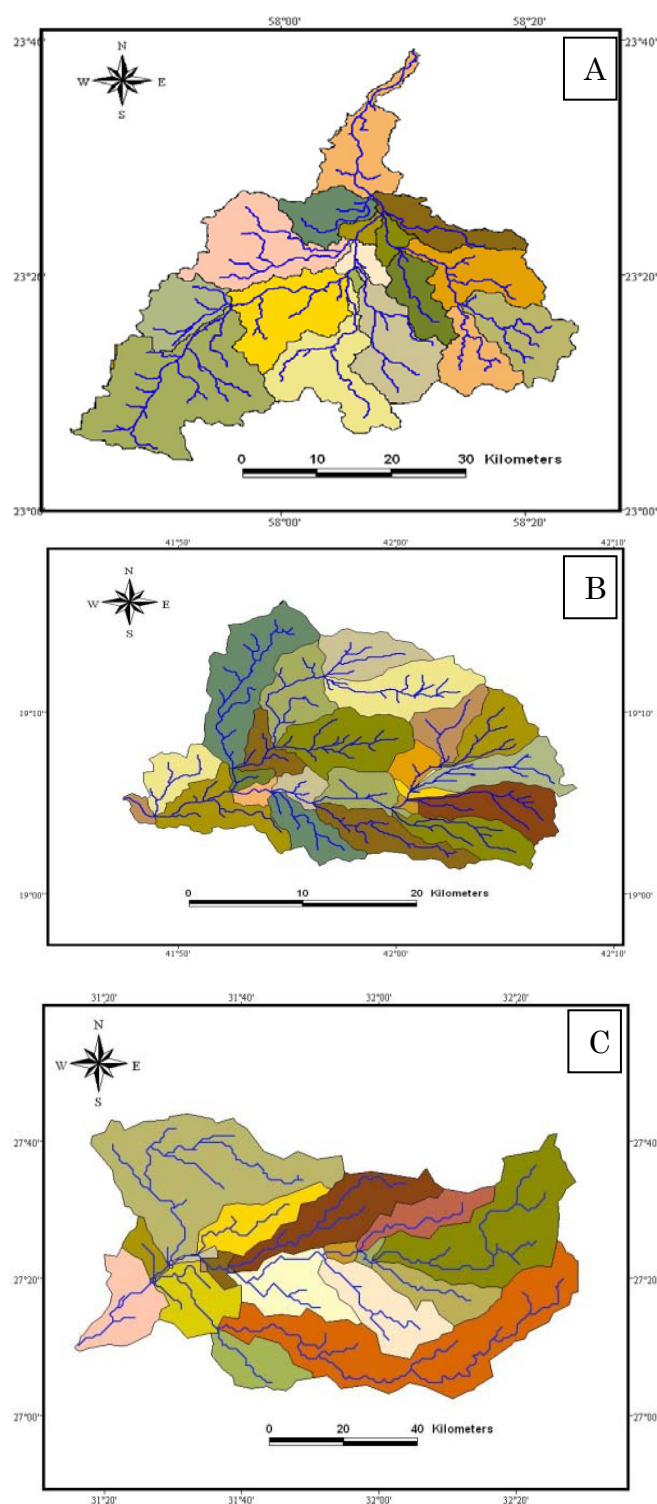 58°00' 58°20'
23°40' 23°40'
A
N
W E
S
23°20' 23°20'
0 10 20 30 Kilometers
23°00' 23°00'
58°00' 58°20'
41°50' 42°00' 42°10'
B
N
W E
S
19°10' 19°10'
19°00' 19°00'
0 10 20
Kilometers
41°50' 42°00' 42°10'
31°20' 31°40' 32°00' 32°20'
C
N
W E
S
27°40' 27°40'
27°20' 27°20'
27°00' 27°00'
0 20 40
Kilometers
31°20' 31°40' 32°00' 32°20'